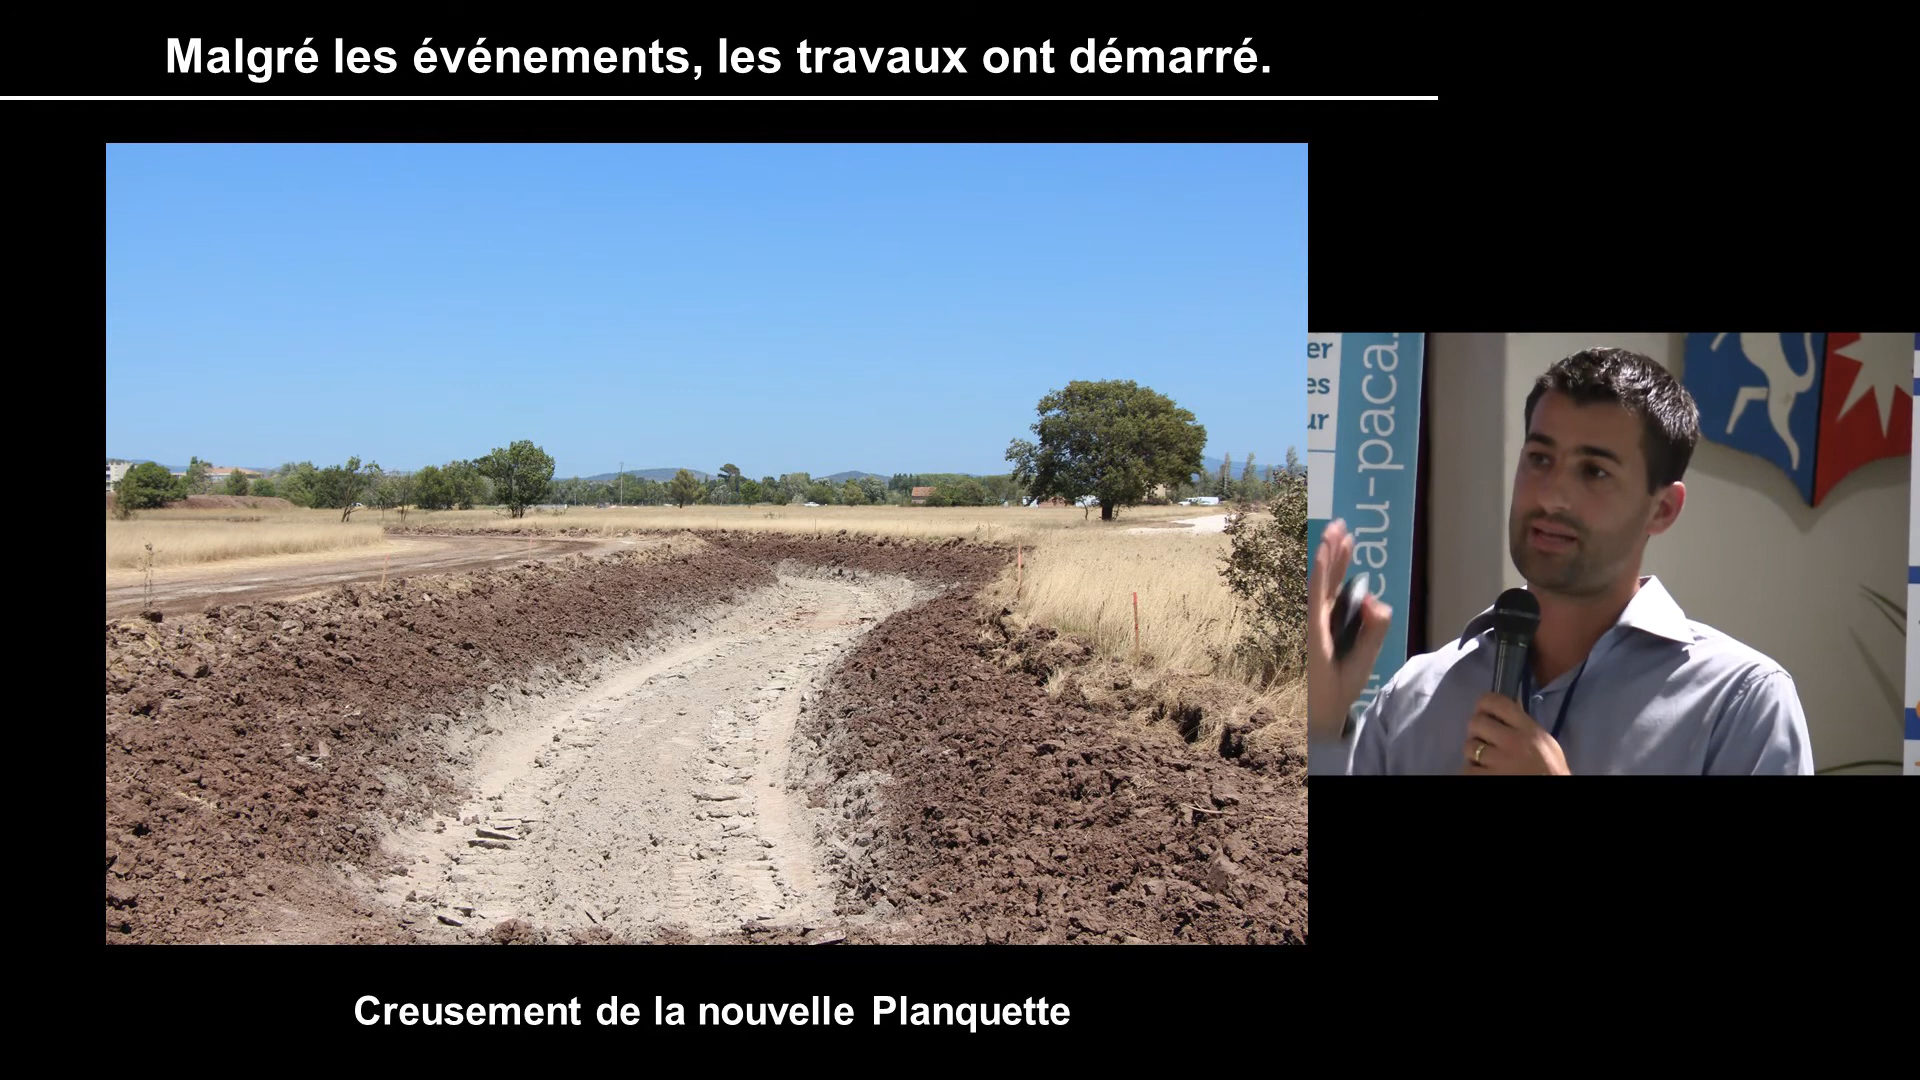 Malgré les événements, les travaux ont démarré.
er
es
ur
eau-paca.
Creusement de la nouvelle Planquette